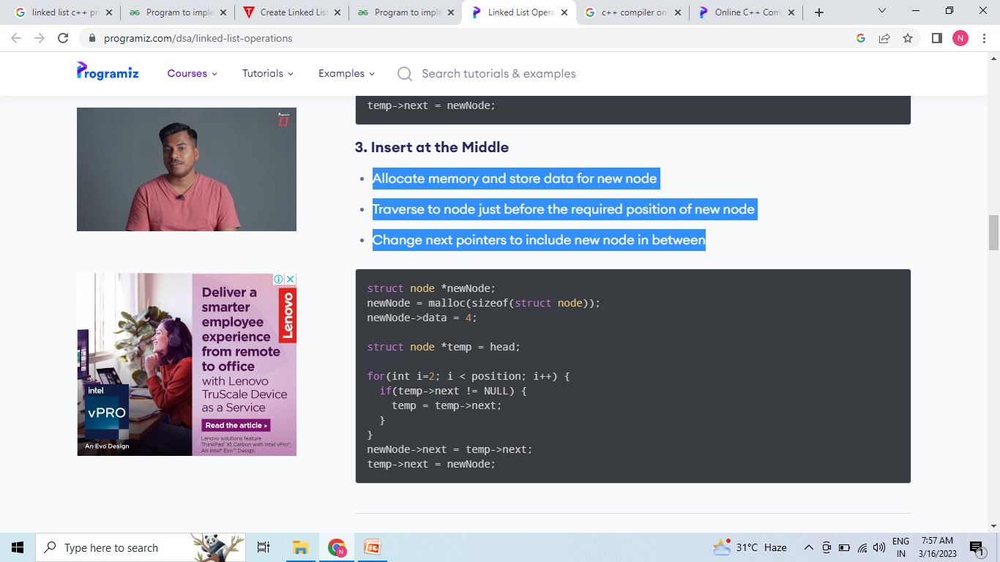 linked list c++ pr
Program to imple
Create Linked Lis
Program to imple
Linked List Opera
c++ compiler onl
Online C++ Com
programiz.com/dsa/linked-list-operations
N
Programiz
Courses
Tutorials
Examples
Search tutorials & examples
temp->next = newNode;
3. Insert at the Middle
Allocate memory and store data for new node
Traverse to node just before the required position of new node
Change next pointers to include new node in between
struct node *newNode;
newNode = malloc(sizeof(struct node));
newNode->data = 4;
struct node *temp = head;
for(int i=2; i < position; i++) {
if(temp->next != NULL) {
temp = temp->next;
}
}
newNode->next = temp->next;
temp->next = newNode;
Programiz
Deliver a
smarter
employee
experience
from remote
to office
with Lenovo
TruScale Device
as a Service
Read the article
Lenovo solutions feature
ThinkPad® X1 Carbon with Intel vPro®,
An Intel® Evo™ Design.
Lenovo
intel.
vPRO
An Evo Design
Type here to search
N
31°C Haze
ENG
IN
7:57 AM
3/16/2023
1